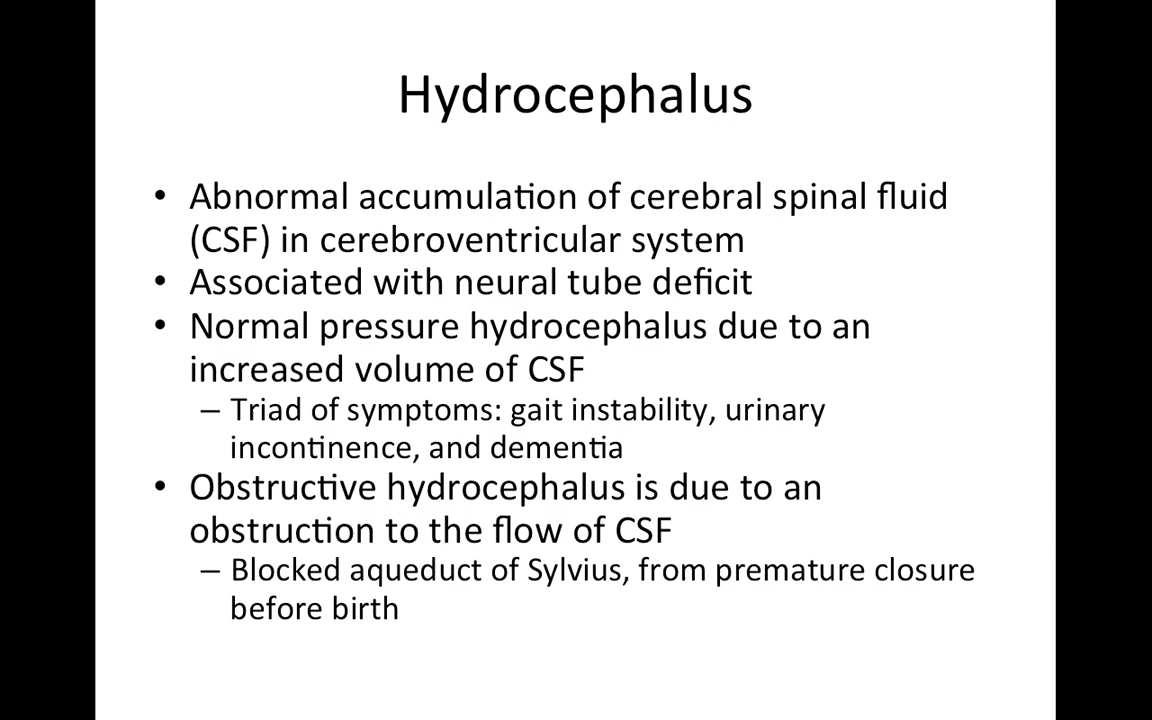 Hydrocephalus
• Abnormal accumulation of cerebral spinal fluid
(CSF) in cerebroventricular system
• Associated with neural tube deficit
• Normal pressure hydrocephalus due to an
increased volume of CSF
– Triad of symptoms: gait instability, urinary
incontinence, and dementia
• Obstructive hydrocephalus is due to an
obstruction to the flow of CSF
– Blocked aqueduct of Sylvius, from premature closure
before birth